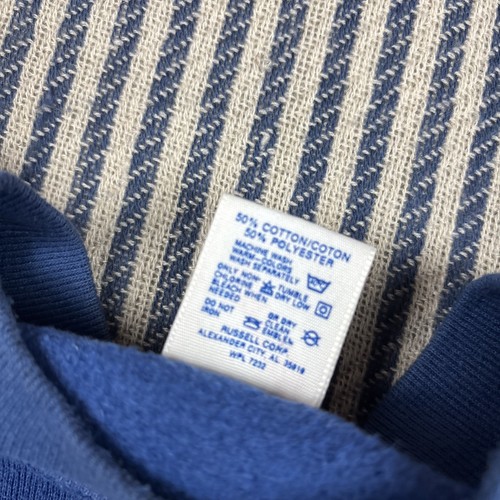 50% COTTON/COTON
50% POLYESTER
MACHINE WASH
WARM-COLORS
WASH SEPARATELY
ONLY NON-
CHLORINE
BLEACH WHEN
NEEDED
TUMBLE
DRY LOW
DO NOT
IRON
OR DRY
CLEAN
EMBLEM
RUSSELL CORP.
ALEXANDER CITY, AL 35010
WPL 7232